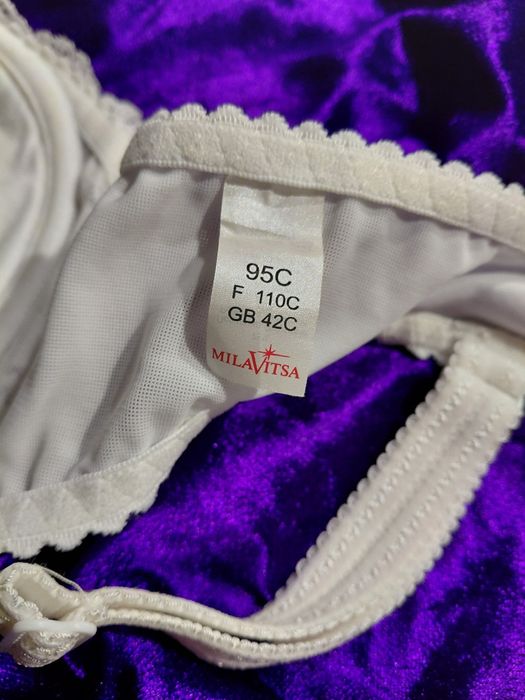 95C
F 110C
GB 42C
MILAVITSA